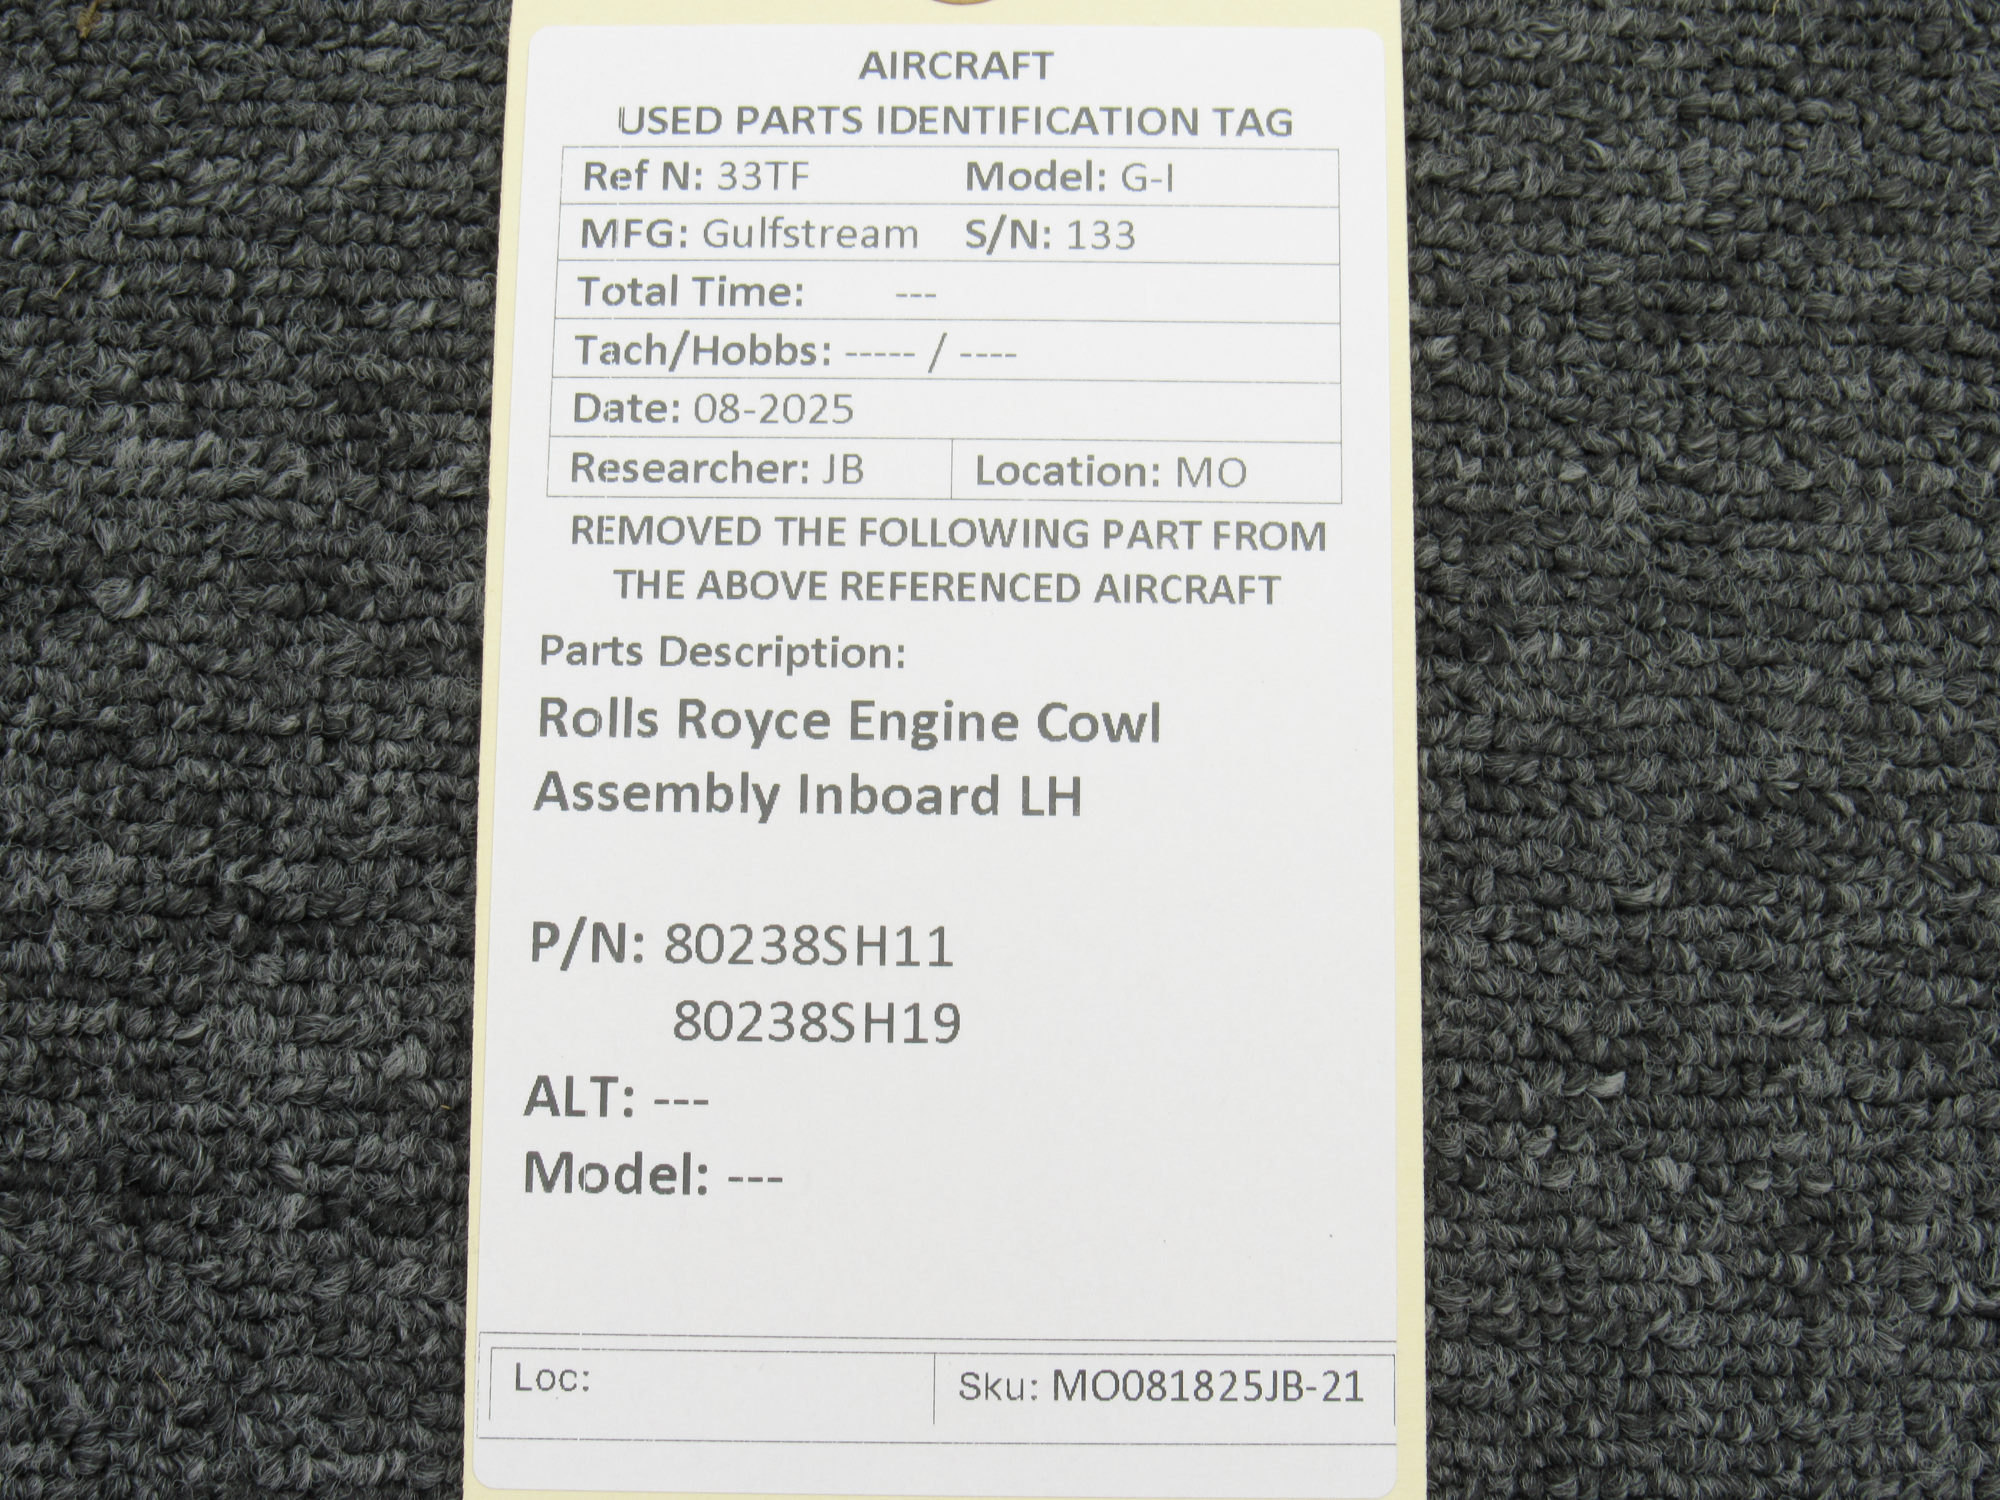 AIRCRAFT
USED PARTS IDENTIFICATION TAG
Ref N: 33TF Model: G-I
MFG: Gulfstream S/N: 133
Total Time: ---
Tach/Hobbs: ----- / ----
Date: 08-2025
Researcher: JB Location: MO
REMOVED THE FOLLOWING PART FROM
THE ABOVE REFERENCED AIRCRAFT
Parts Description:
Rolls Royce Engine Cowl
Assembly Inboard LH
P/N: 80238SH11
80238SH19
ALT: ---
Model: ---
Loc: Sku: MO081825JB-21